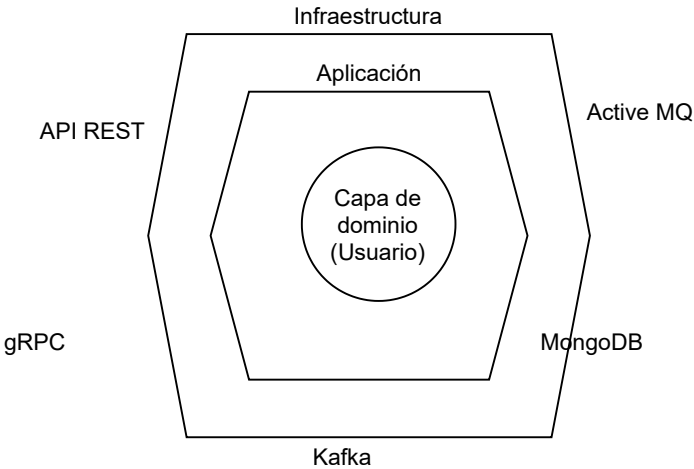 Infraestructura
Aplicación
API REST
Active MQ
Capa de
dominio
(Usuario)
gRPC
MongoDB
Kafka